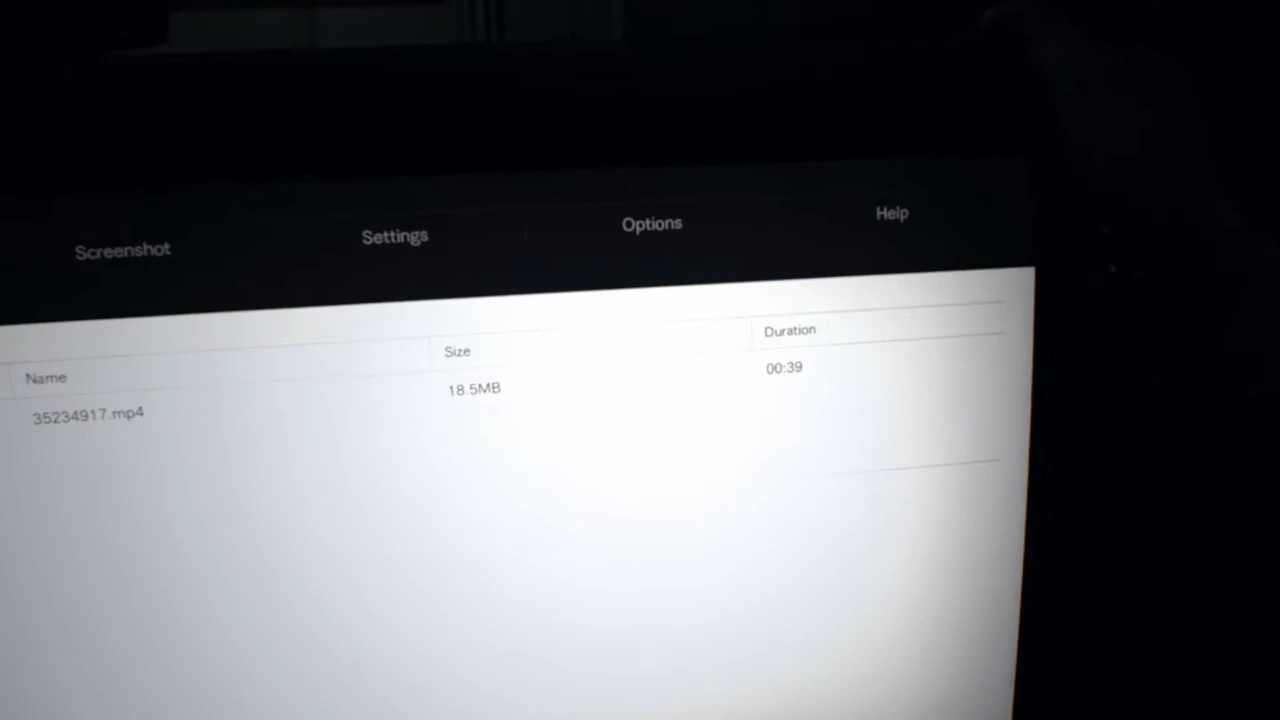 Screenshot Settings Options Help
Name Size Duration
35234917.mp4 18.5MB 00:39